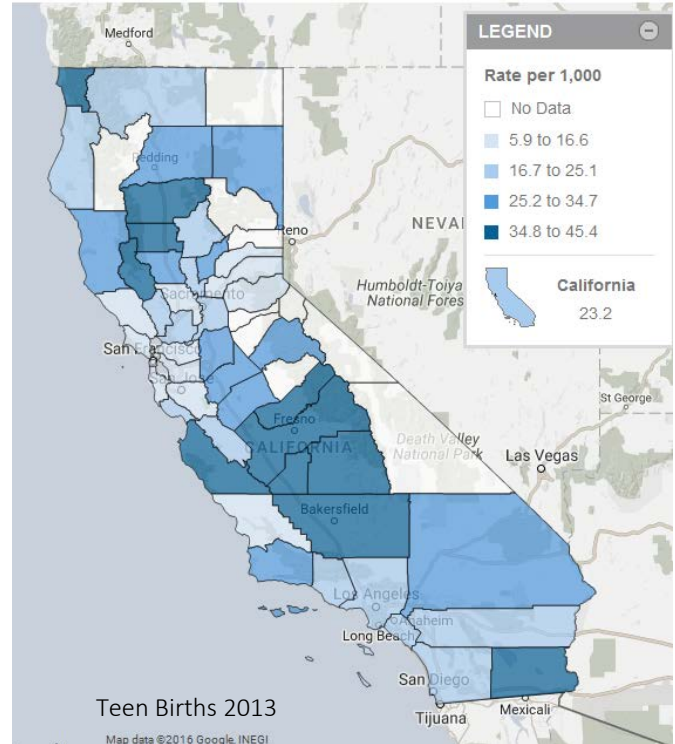 Medford
LEGEND
Rate per 1,000
No Data
5.9 to 16.6
16.7 to 25.1
25.2 to 34.7
34.8 to 45.4
California
23.2
Redding
NEVA
Reno
Humboldt-Toiya
National Fores
Sacramento
San Francisco
San Jose
St George
Fresno
CALIFORNIA
Death Valley
National Park
Las Vegas
Bakersfield
Los Angeles
Anaheim
Long Beach
San Diego
Teen Births 2013
Tijuana
Mexicali
Map data ©2016 Google, INEGI